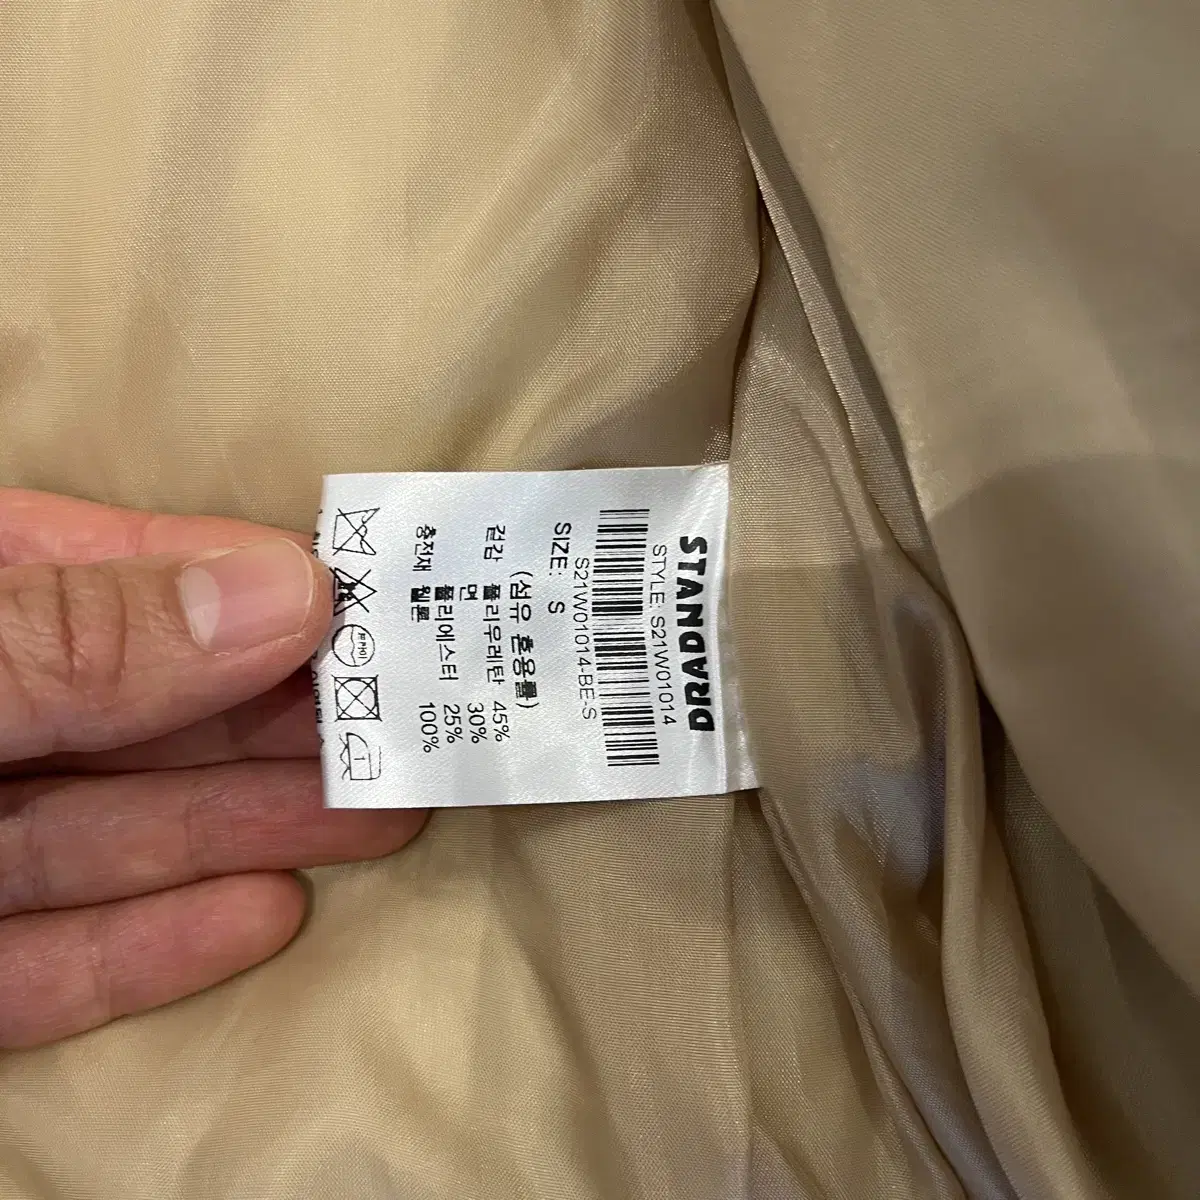 STANDARD
STYLE: S21W01014
S21W01014-BE-S
SIZE: S
(섬유 혼용률)
겉감 폴리우레탄 45%
면 30%
폴리에스터 25%
충전재 웰론 100%